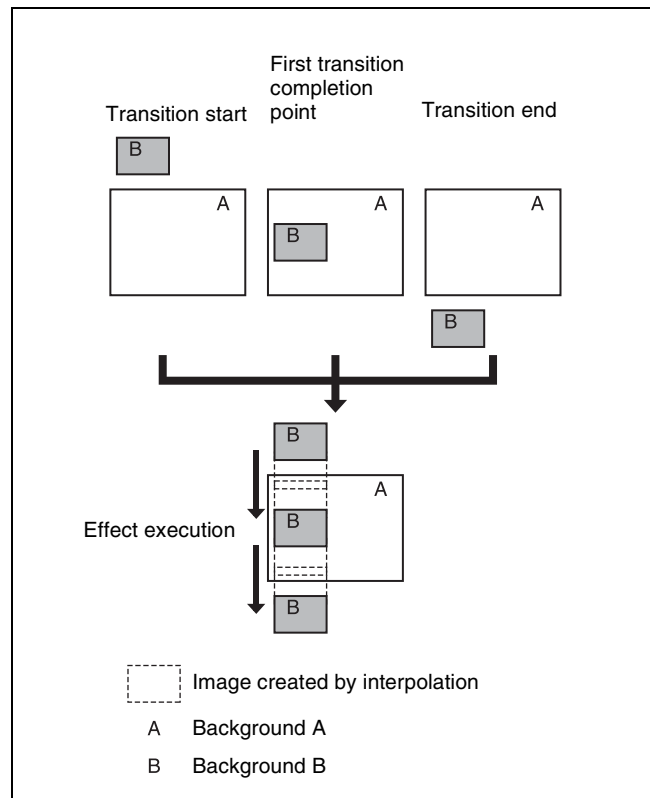 First transition
completion
point
Transition start
Transition end
B
A
B
A
A
B
B
A
B
Effect execution
B
Image created by interpolation
A Background A
B Background B